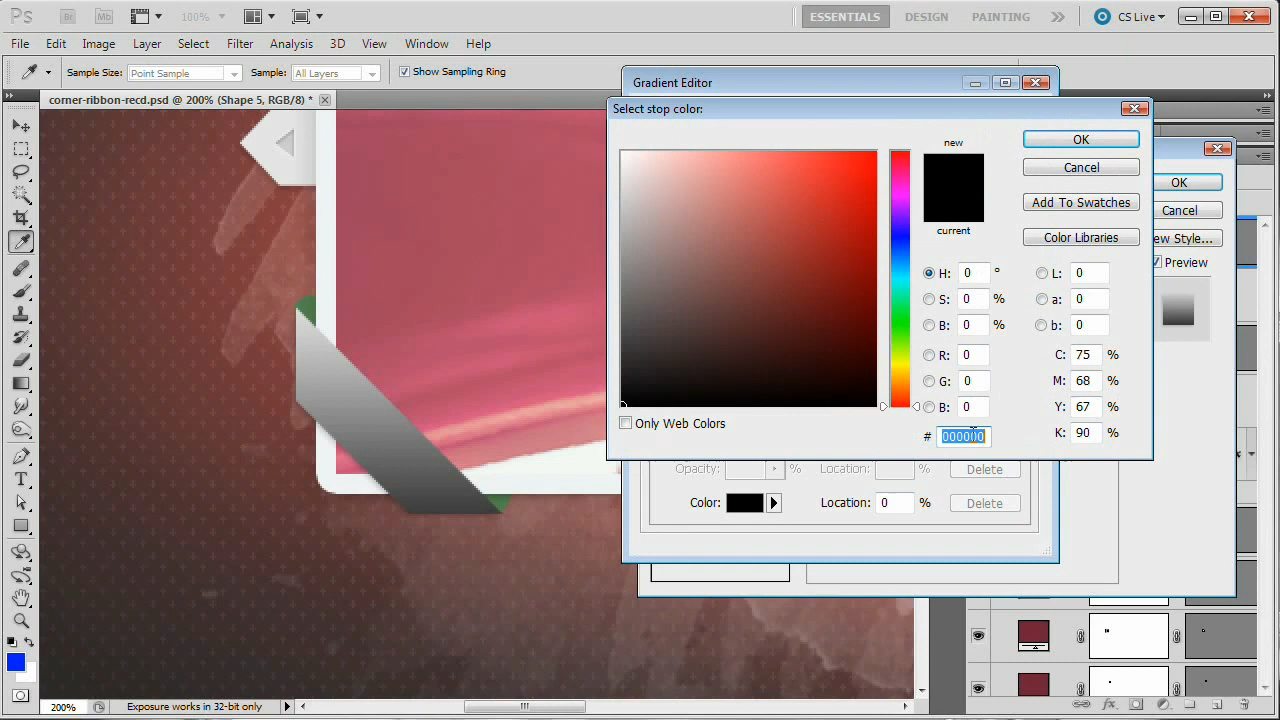 Ps Br Mb 100% ESSENTIALS DESIGN PAINTING CS Live
File Edit Image Layer Select Filter Analysis 3D View Window Help
Sample Size: Point Sample Sample: All Layers Show Sampling Ring
Gradient Editor
corner-ribbon-recd.psd @ 200% (Shape 5, RGB/8) *
Select stop color:
new
OK
Cancel
current
Add To Swatches
Color Libraries
H: 0 ° L: 0
S: 0 % a: 0
B: 0 % b: 0
R: 0 C: 75 %
G: 0 M: 68 %
B: 0 Y: 67 %
# 000000 K: 90 %
Only Web Colors
OK
Cancel
ew Style...
Preview
Opacity: % Location: % Delete
Color: Location: 0 % Delete
T
fx
200% Exposure works in 32-bit only